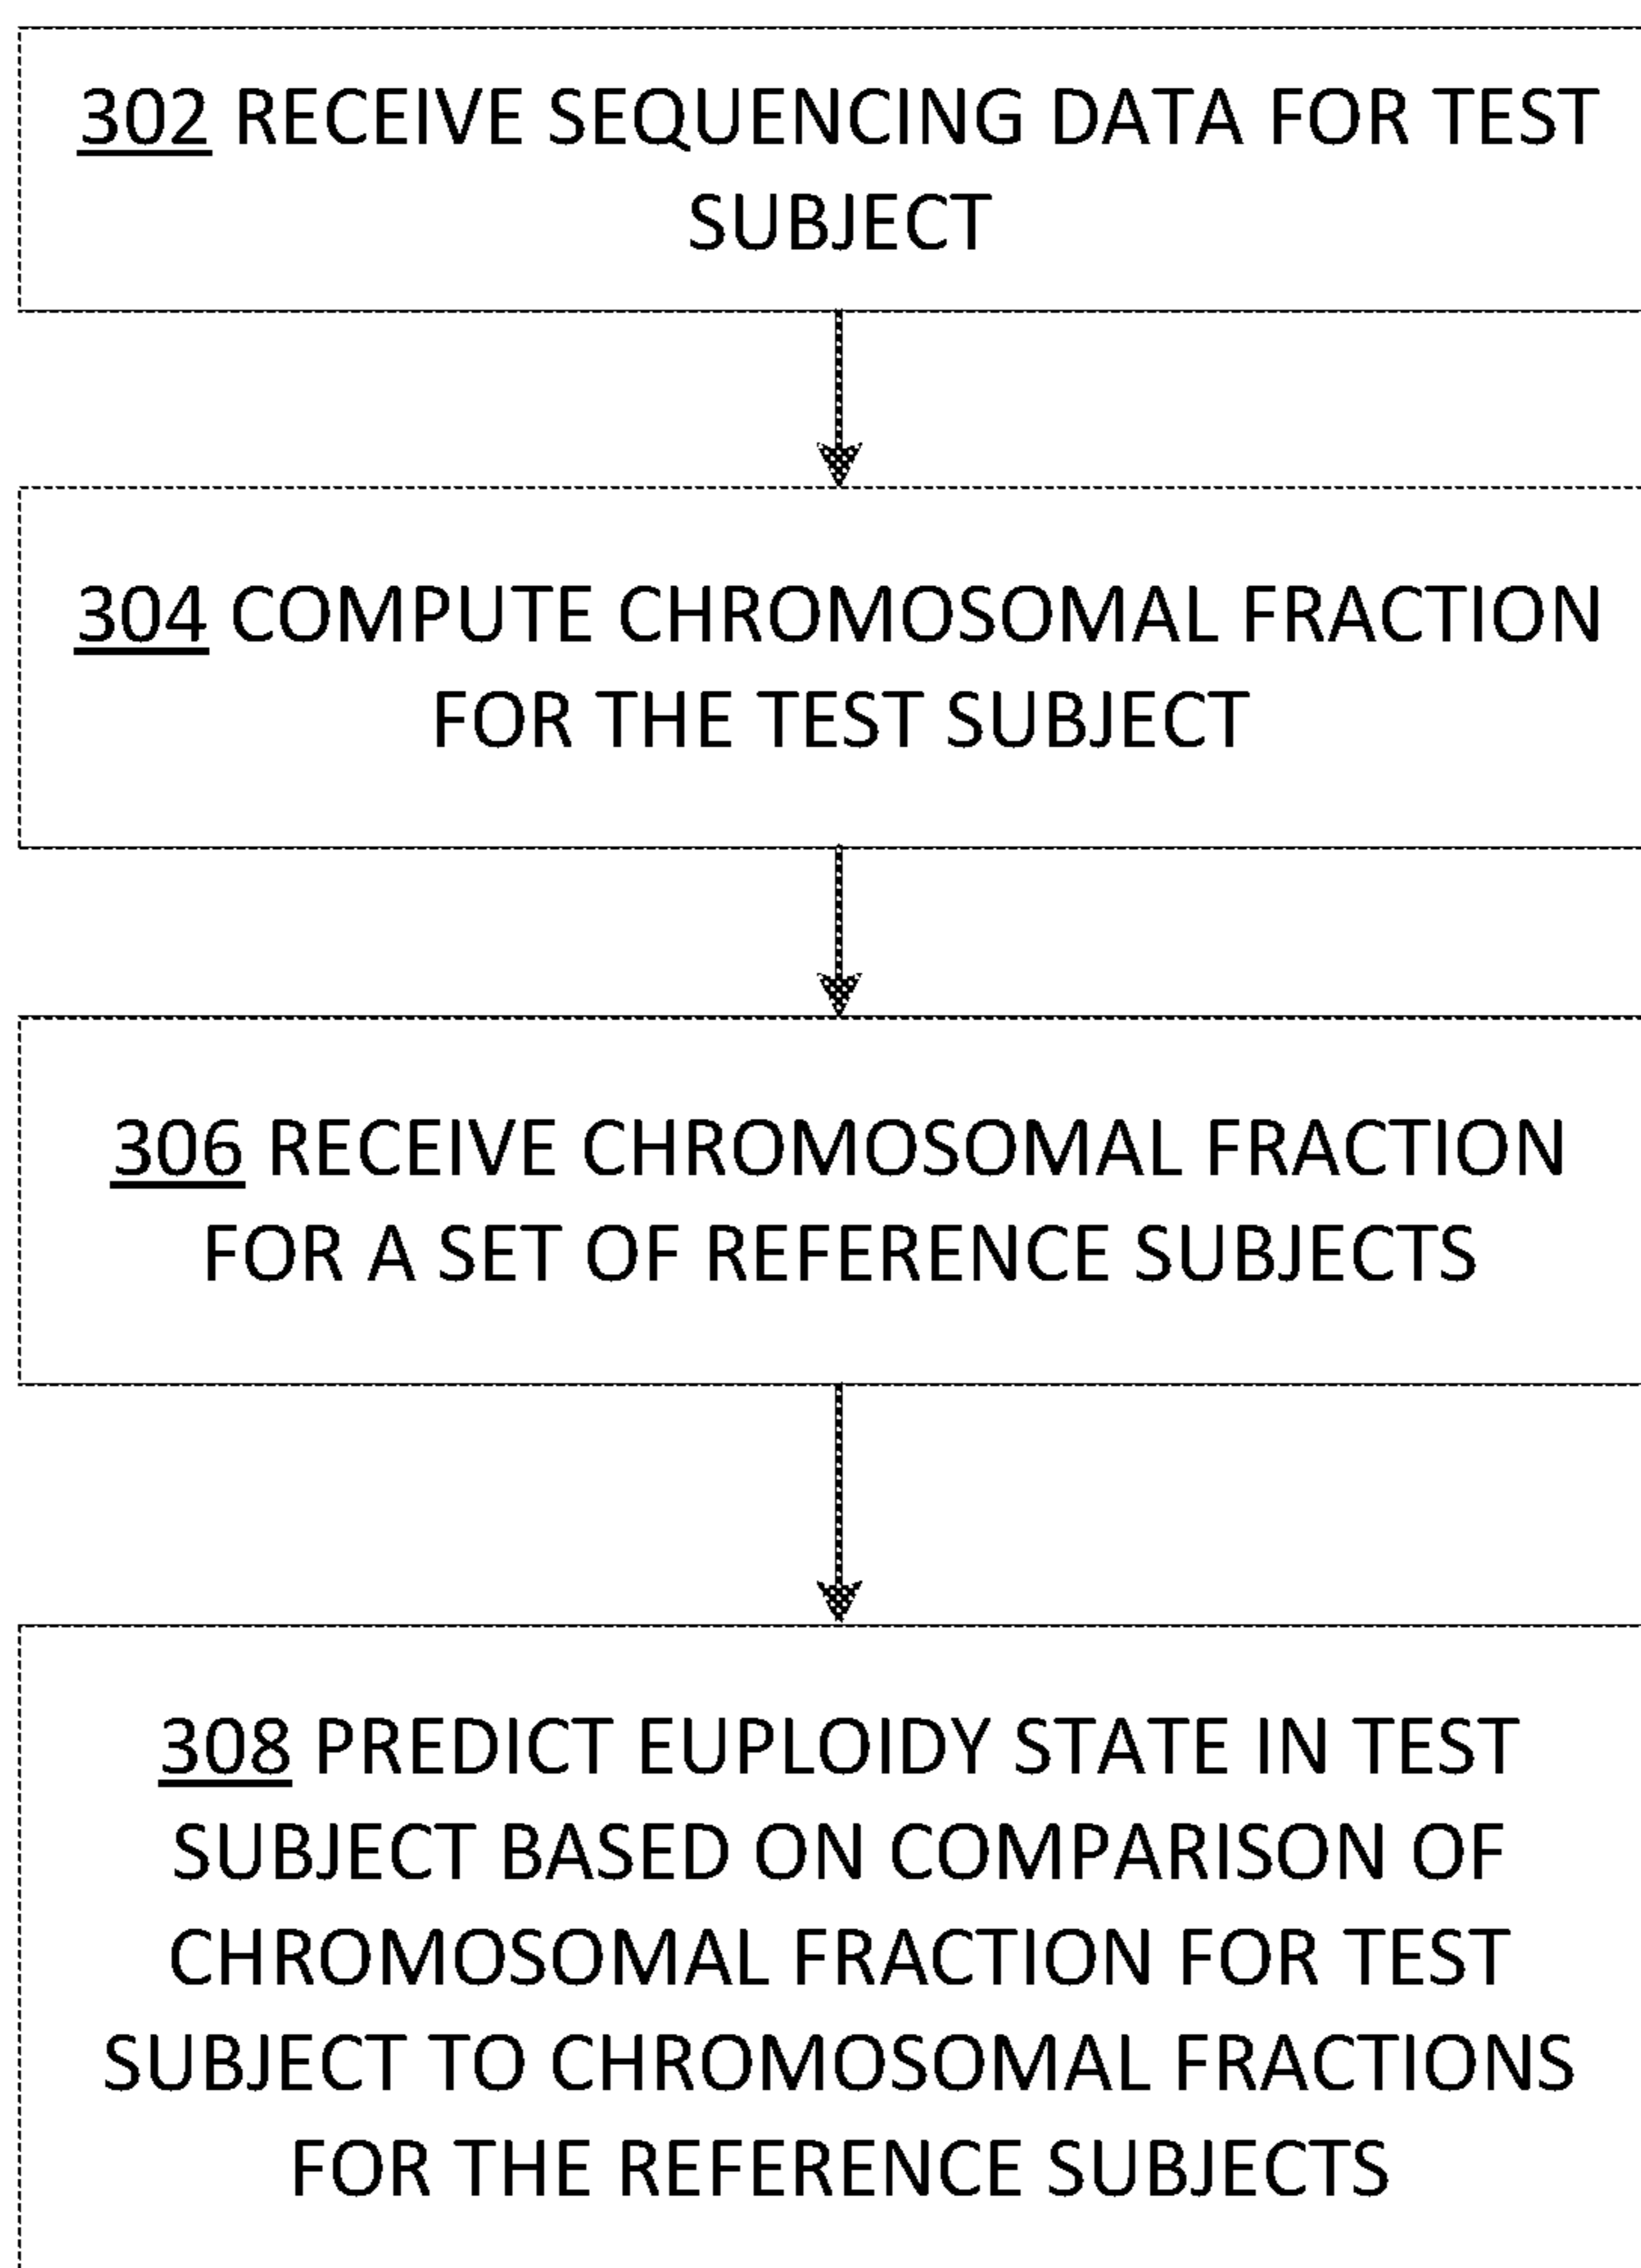 302 RECEIVE SEQUENCING DATA FOR TEST
SUBJECT
304 COMPUTE CHROMOSOMAL FRACTION
FOR THE TEST SUBJECT
306 RECEIVE CHROMOSOMAL FRACTION
FOR A SET OF REFERENCE SUBJECTS
308 PREDICT EUPLOIDY STATE IN TEST
SUBJECT BASED ON COMPARISON OF
CHROMOSOMAL FRACTION FOR TEST
SUBJECT TO CHROMOSOMAL FRACTIONS
FOR THE REFERENCE SUBJECTS